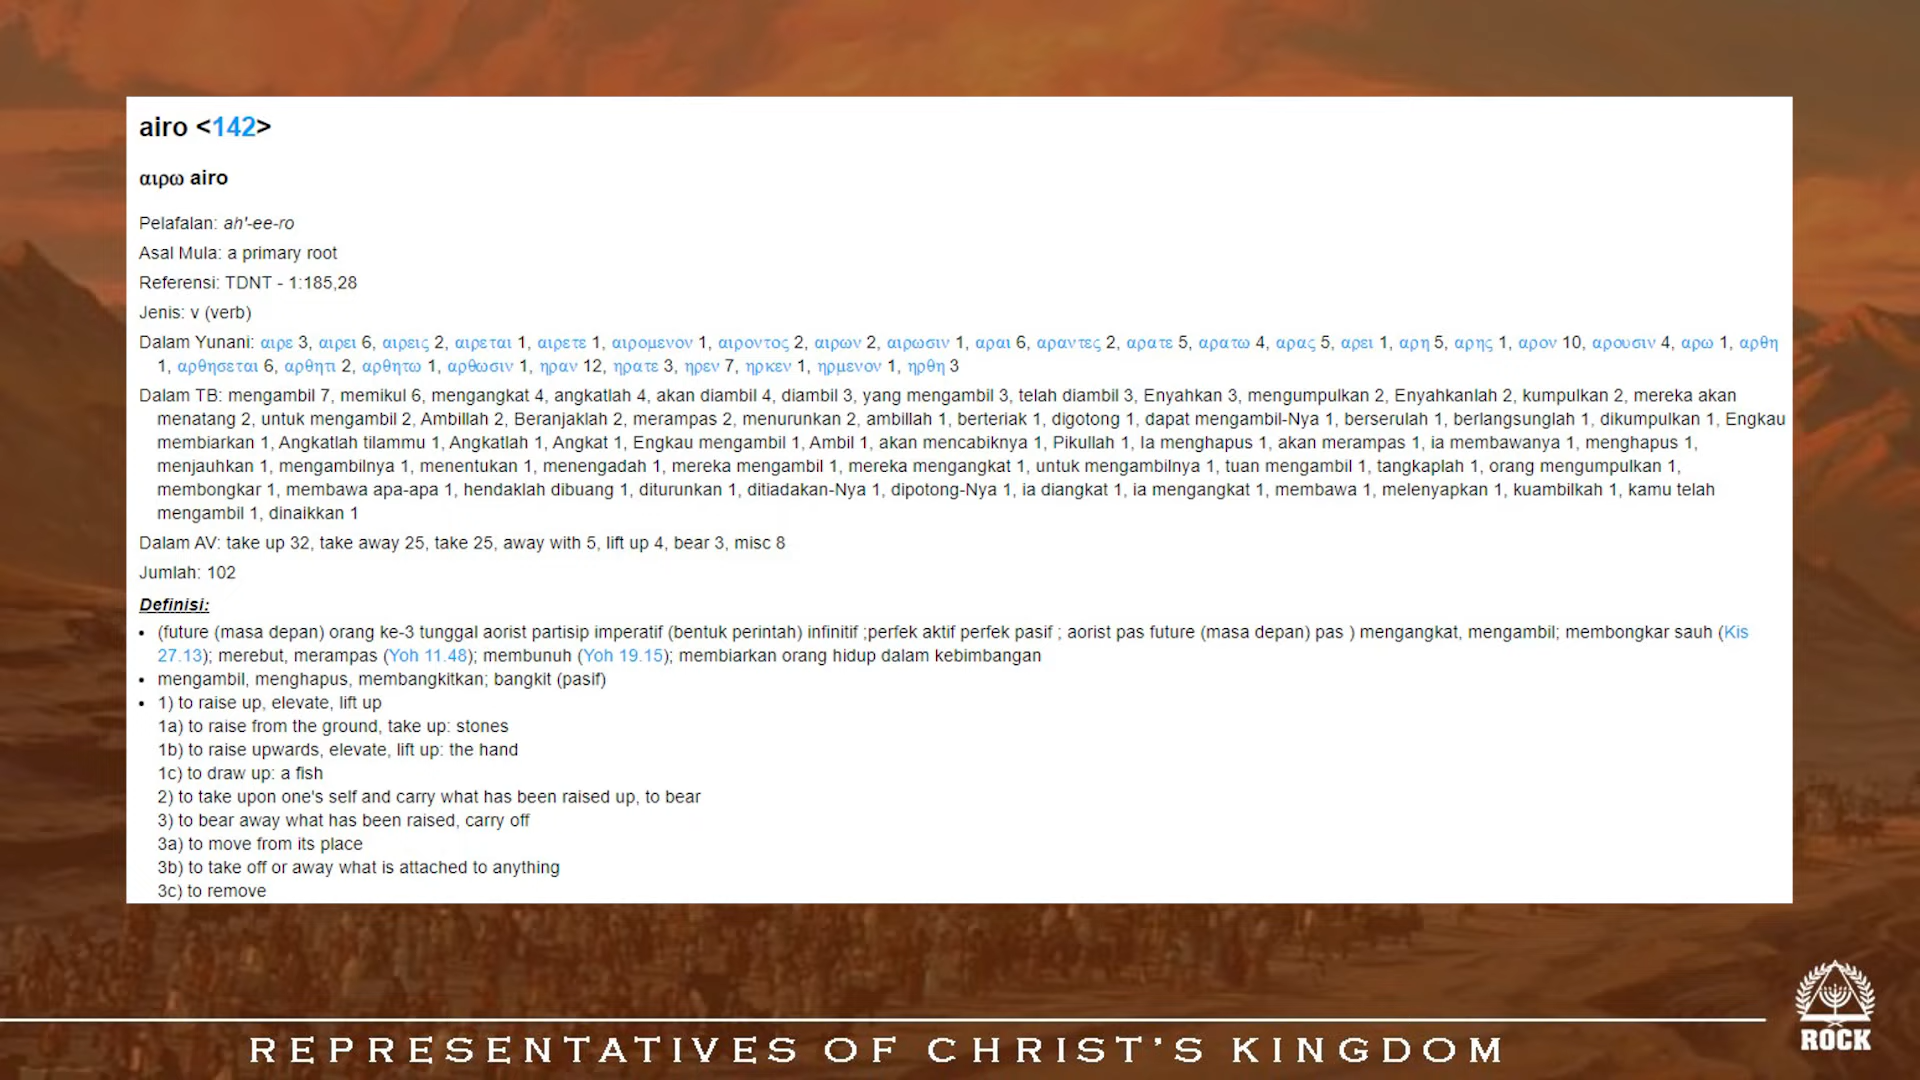 airo <142>
αιρω airo
Pelafalan: ah'-ee-ro
Asal Mula: a primary root
Referensi: TDNT - 1:185,28
Jenis: v (verb)
Dalam Yunani: αιρε 3, αιρει 6, αιρεις 2, αιρεται 1, αιρετε 1, αιρομενον 1, αιροντος 2, αιρων 2, αιρωσιν 1, αραι 6, αραντες 2, αρατε 5, αρατω 4, αρας 5, αρει 1, αρη 5, αρης 1, αρον 10, αρουσιν 4, αρω 1, αρθη
1, αρθησεται 6, αρθητι 2, αρθητω 1, αρθωσιν 1, ηραν 12, ηρατε 3, ηρεν 7, ηρκεν 1, ηρμενον 1, ηρθη 3
Dalam TB: mengambil 7, memikul 6, mengangkat 4, angkatlah 4, akan diambil 4, diambil 3, yang mengambil 3, telah diambil 3, Enyahkan 3, mengumpulkan 2, Enyahkanlah 2, kumpulkan 2, mereka akan
menatang 2, untuk mengambil 2, Ambillah 2, Beranjaklah 2, merampas 2, menurunkan 2, ambillah 1, berteriak 1, digotong 1, dapat mengambil-Nya 1, berserulah 1, berlangsunglah 1, dikumpulkan 1, Engkau
membiarkan 1, Angkatlah tilammu 1, Angkatlah 1, Angkat 1, Engkau mengambil 1, Ambil 1, akan mencabiknya 1, Pikullah 1, Ia menghapus 1, akan merampas 1, ia membawanya 1, menghapus 1,
menjauhkan 1, mengambilnya 1, menentukan 1, menengadah 1, mereka mengambil 1, mereka mengangkat 1, untuk mengambilnya 1, tuan mengambil 1, tangkaplah 1, orang mengumpulkan 1,
membongkar 1, membawa apa-apa 1, hendaklah dibuang 1, diturunkan 1, ditiadakan-Nya 1, dipotong-Nya 1, ia diangkat 1, ia mengangkat 1, membawa 1, melenyapkan 1, kuambilkah 1, kamu telah
mengambil 1, dinaikkan 1
Dalam AV: take up 32, take away 25, take 25, away with 5, lift up 4, bear 3, misc 8
Jumlah: 102
Definisi:
• (future (masa depan) orang ke-3 tunggal aorist partisip imperatif (bentuk perintah) infinitif ;perfek aktif perfek pasif ; aorist pas future (masa depan) pas ) mengangkat, mengambil; membongkar sauh (Kis
27.13); merebut, merampas (Yoh 11.48); membunuh (Yoh 19.15); membiarkan orang hidup dalam kebimbangan
• mengambil, menghapus, membangkitkan; bangkit (pasif)
• 1) to raise up, elevate, lift up
1a) to raise from the ground, take up: stones
1b) to raise upwards, elevate, lift up: the hand
1c) to draw up: a fish
2) to take upon one's self and carry what has been raised up, to bear
3) to bear away what has been raised, carry off
3a) to move from its place
3b) to take off or away what is attached to anything
3c) to remove
REPRESENTATIVES OF CHRIST'S KINGDOM
ROCK